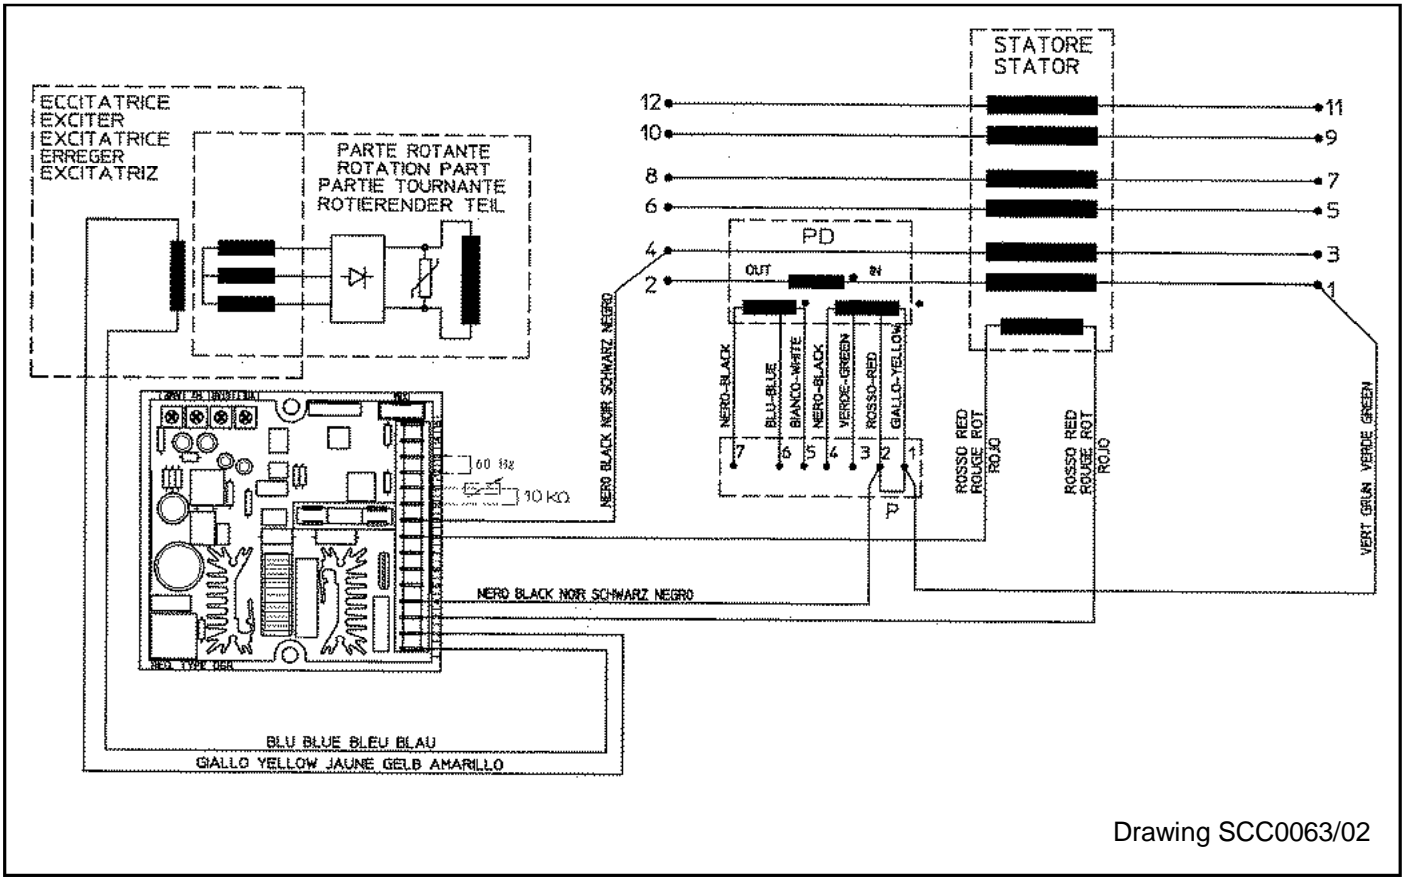 STATORE
STATOR
ECCITATRICE
EXCITER
EXCITATRICE
ERREGER
EXCITATRIZ
PARTE ROTANTE
ROTATION PART
PARTIE TOURNANTE
ROTIERENDER TEIL
12
11
10
9
8
7
6
5
4
3
2
1
PD
OUT
IN
NERO BLACK NOIR SCHWARZ NEGRO
NERO-BLACK
BLU-BLUE
BIANCO-WHITE
NERO-BLACK
VERDE-GREEN
ROSSO-RED
GIALLO-YELLOW
7
6
5
4
3
2
1
P
ROSSO RED
ROUGE ROT
ROJO
ROSSO RED
ROUGE ROT
ROJO
VERT GRUN VERDE GREEN
60 Hz
10 KΩ
NERO BLACK NOIR SCHWARZ NEGRO
BLU BLUE BLEU BLAU
GIALLO YELLOW JAUNE GELB AMARILLO
Drawing SCC0063/02